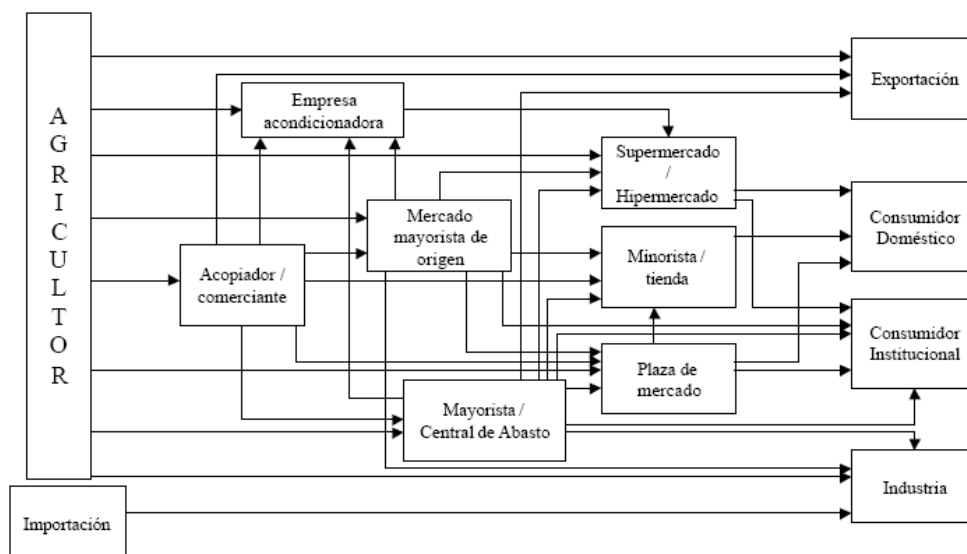 AGRICULTOR
Importación
Empresa
acondicionadora
Acopiador /
comerciante
Mercado
mayorista de
origen
Mayorista /
Central de Abasto
Supermercado
/
Hipermercado
Minorista /
tienda
Plaza de
mercado
Exportación
Consumidor
Doméstico
Consumidor
Institucional
Industria